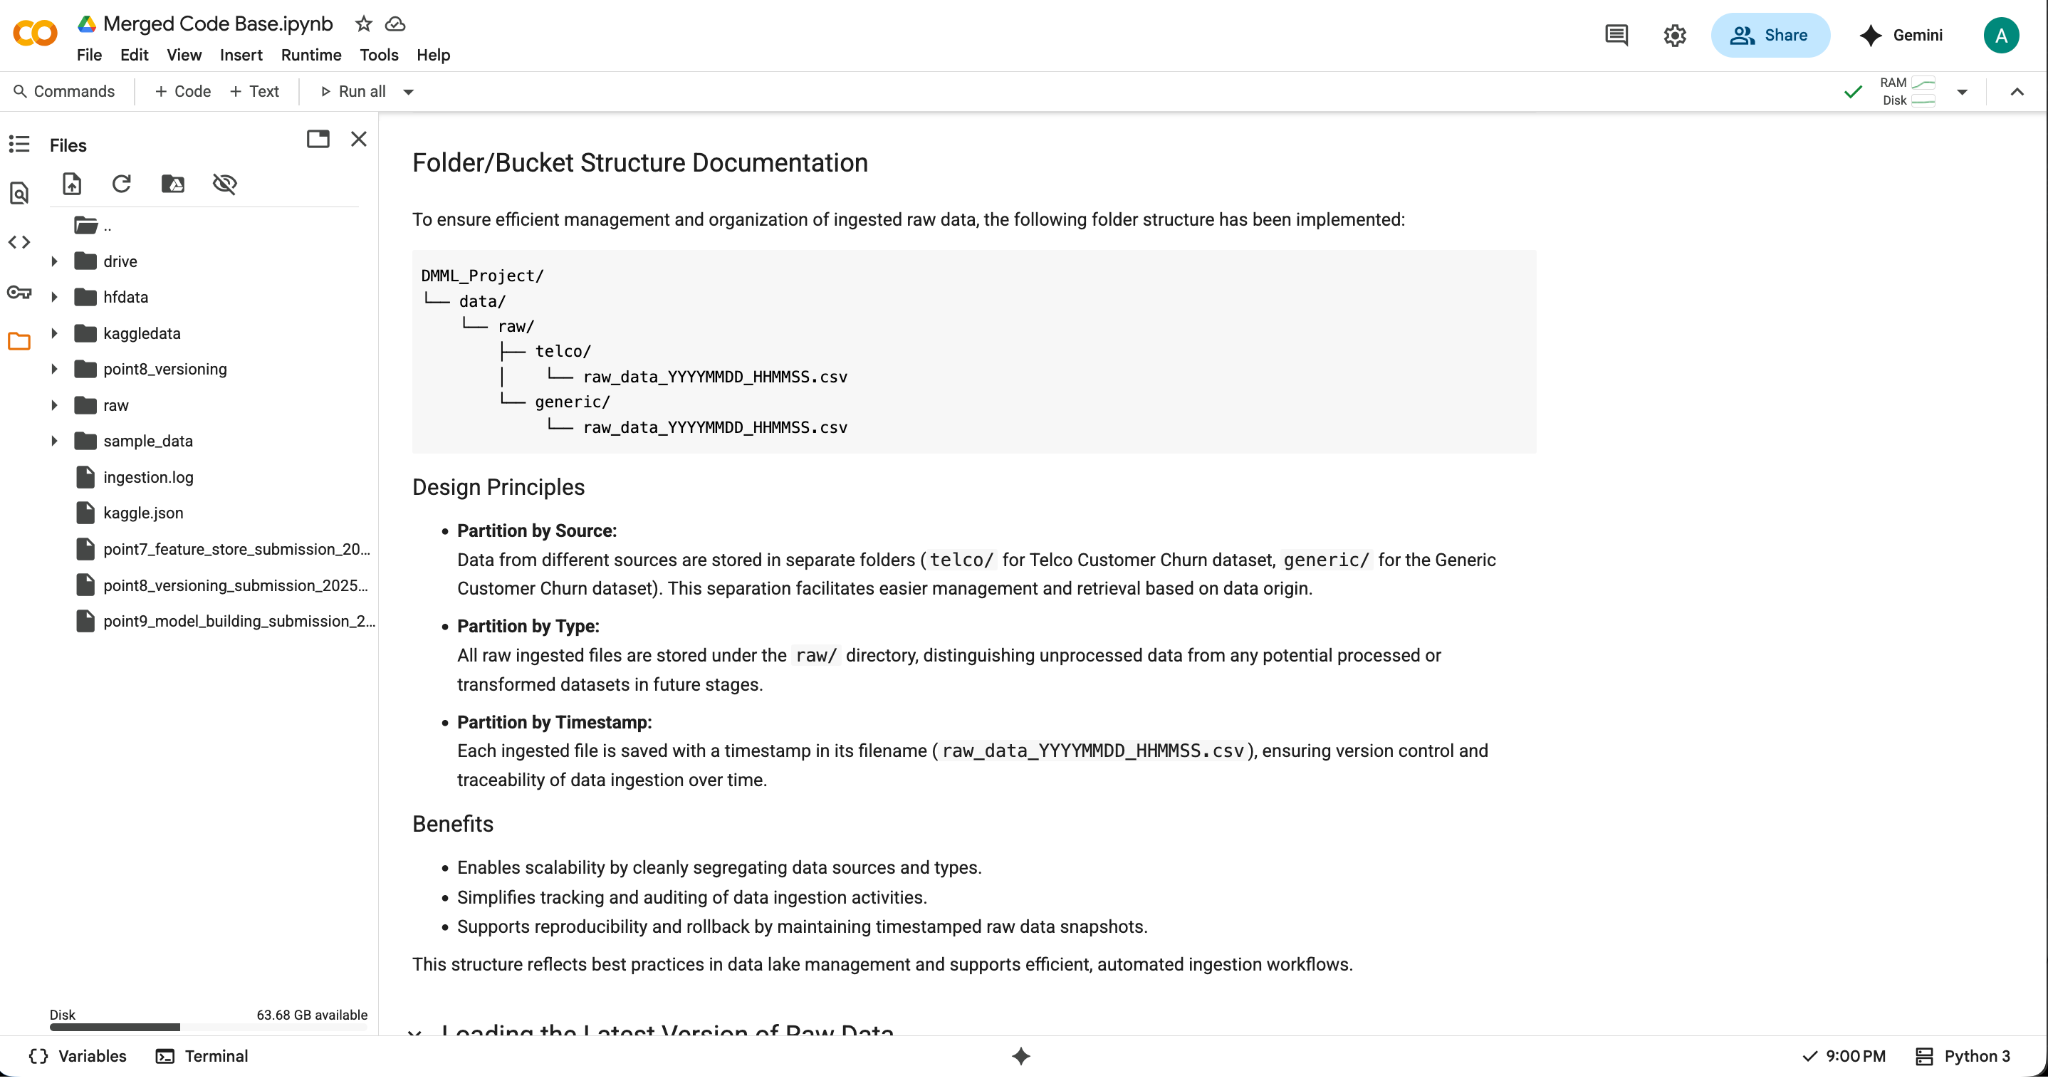 Merged Code Base.ipynb
File Edit View Insert Runtime Tools Help
Share
Gemini
A
Commands
+ Code + Text
Run all
RAM
Disk
Files
..
drive
hfdata
kaggledata
point8_versioning
raw
sample_data
ingestion.log
kaggle.json
point7_feature_store_submission_20...
point8_versioning_submission_2025...
point9_model_building_submission_2...
Disk 63.68 GB available
Folder/Bucket Structure Documentation
To ensure efficient management and organization of ingested raw data, the following folder structure has been implemented:
DMML_Project/
└── data/
    └── raw/
        ├── telco/
        │   └── raw_data_YYYYMMDD_HHMMSS.csv
        └── generic/
            └── raw_data_YYYYMMDD_HHMMSS.csv
Design Principles
• Partition by Source:
Data from different sources are stored in separate folders (telco/ for Telco Customer Churn dataset, generic/ for the Generic
Customer Churn dataset). This separation facilitates easier management and retrieval based on data origin.
• Partition by Type:
All raw ingested files are stored under the raw/ directory, distinguishing unprocessed data from any potential processed or
transformed datasets in future stages.
• Partition by Timestamp:
Each ingested file is saved with a timestamp in its filename (raw_data_YYYYMMDD_HHMMSS.csv), ensuring version control and
traceability of data ingestion over time.
Benefits
• Enables scalability by cleanly segregating data sources and types.
• Simplifies tracking and auditing of data ingestion activities.
• Supports reproducibility and rollback by maintaining timestamped raw data snapshots.
This structure reflects best practices in data lake management and supports efficient, automated ingestion workflows.
Loading the Latest Version of Raw Data
Variables Terminal
9:00 PM Python 3